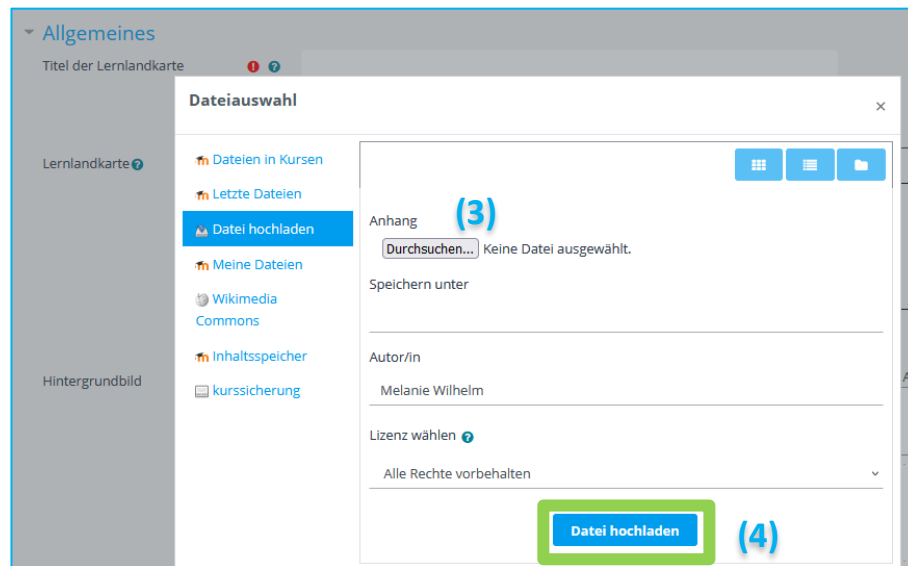 Allgemeines
Titel der Lernlandkarte
Dateiauswahl
×
Lernlandkarte
Dateien in Kursen
Letzte Dateien
Datei hochladen
Meine Dateien
Wikimedia
Commons
Inhaltsspeicher
kurssicherung
Anhang
(3)
Durchsuchen... Keine Datei ausgewählt.
Speichern unter
Autor/in
Melanie Wilhelm
Lizenz wählen
Alle Rechte vorbehalten
Datei hochladen
(4)
Hintergrundbild